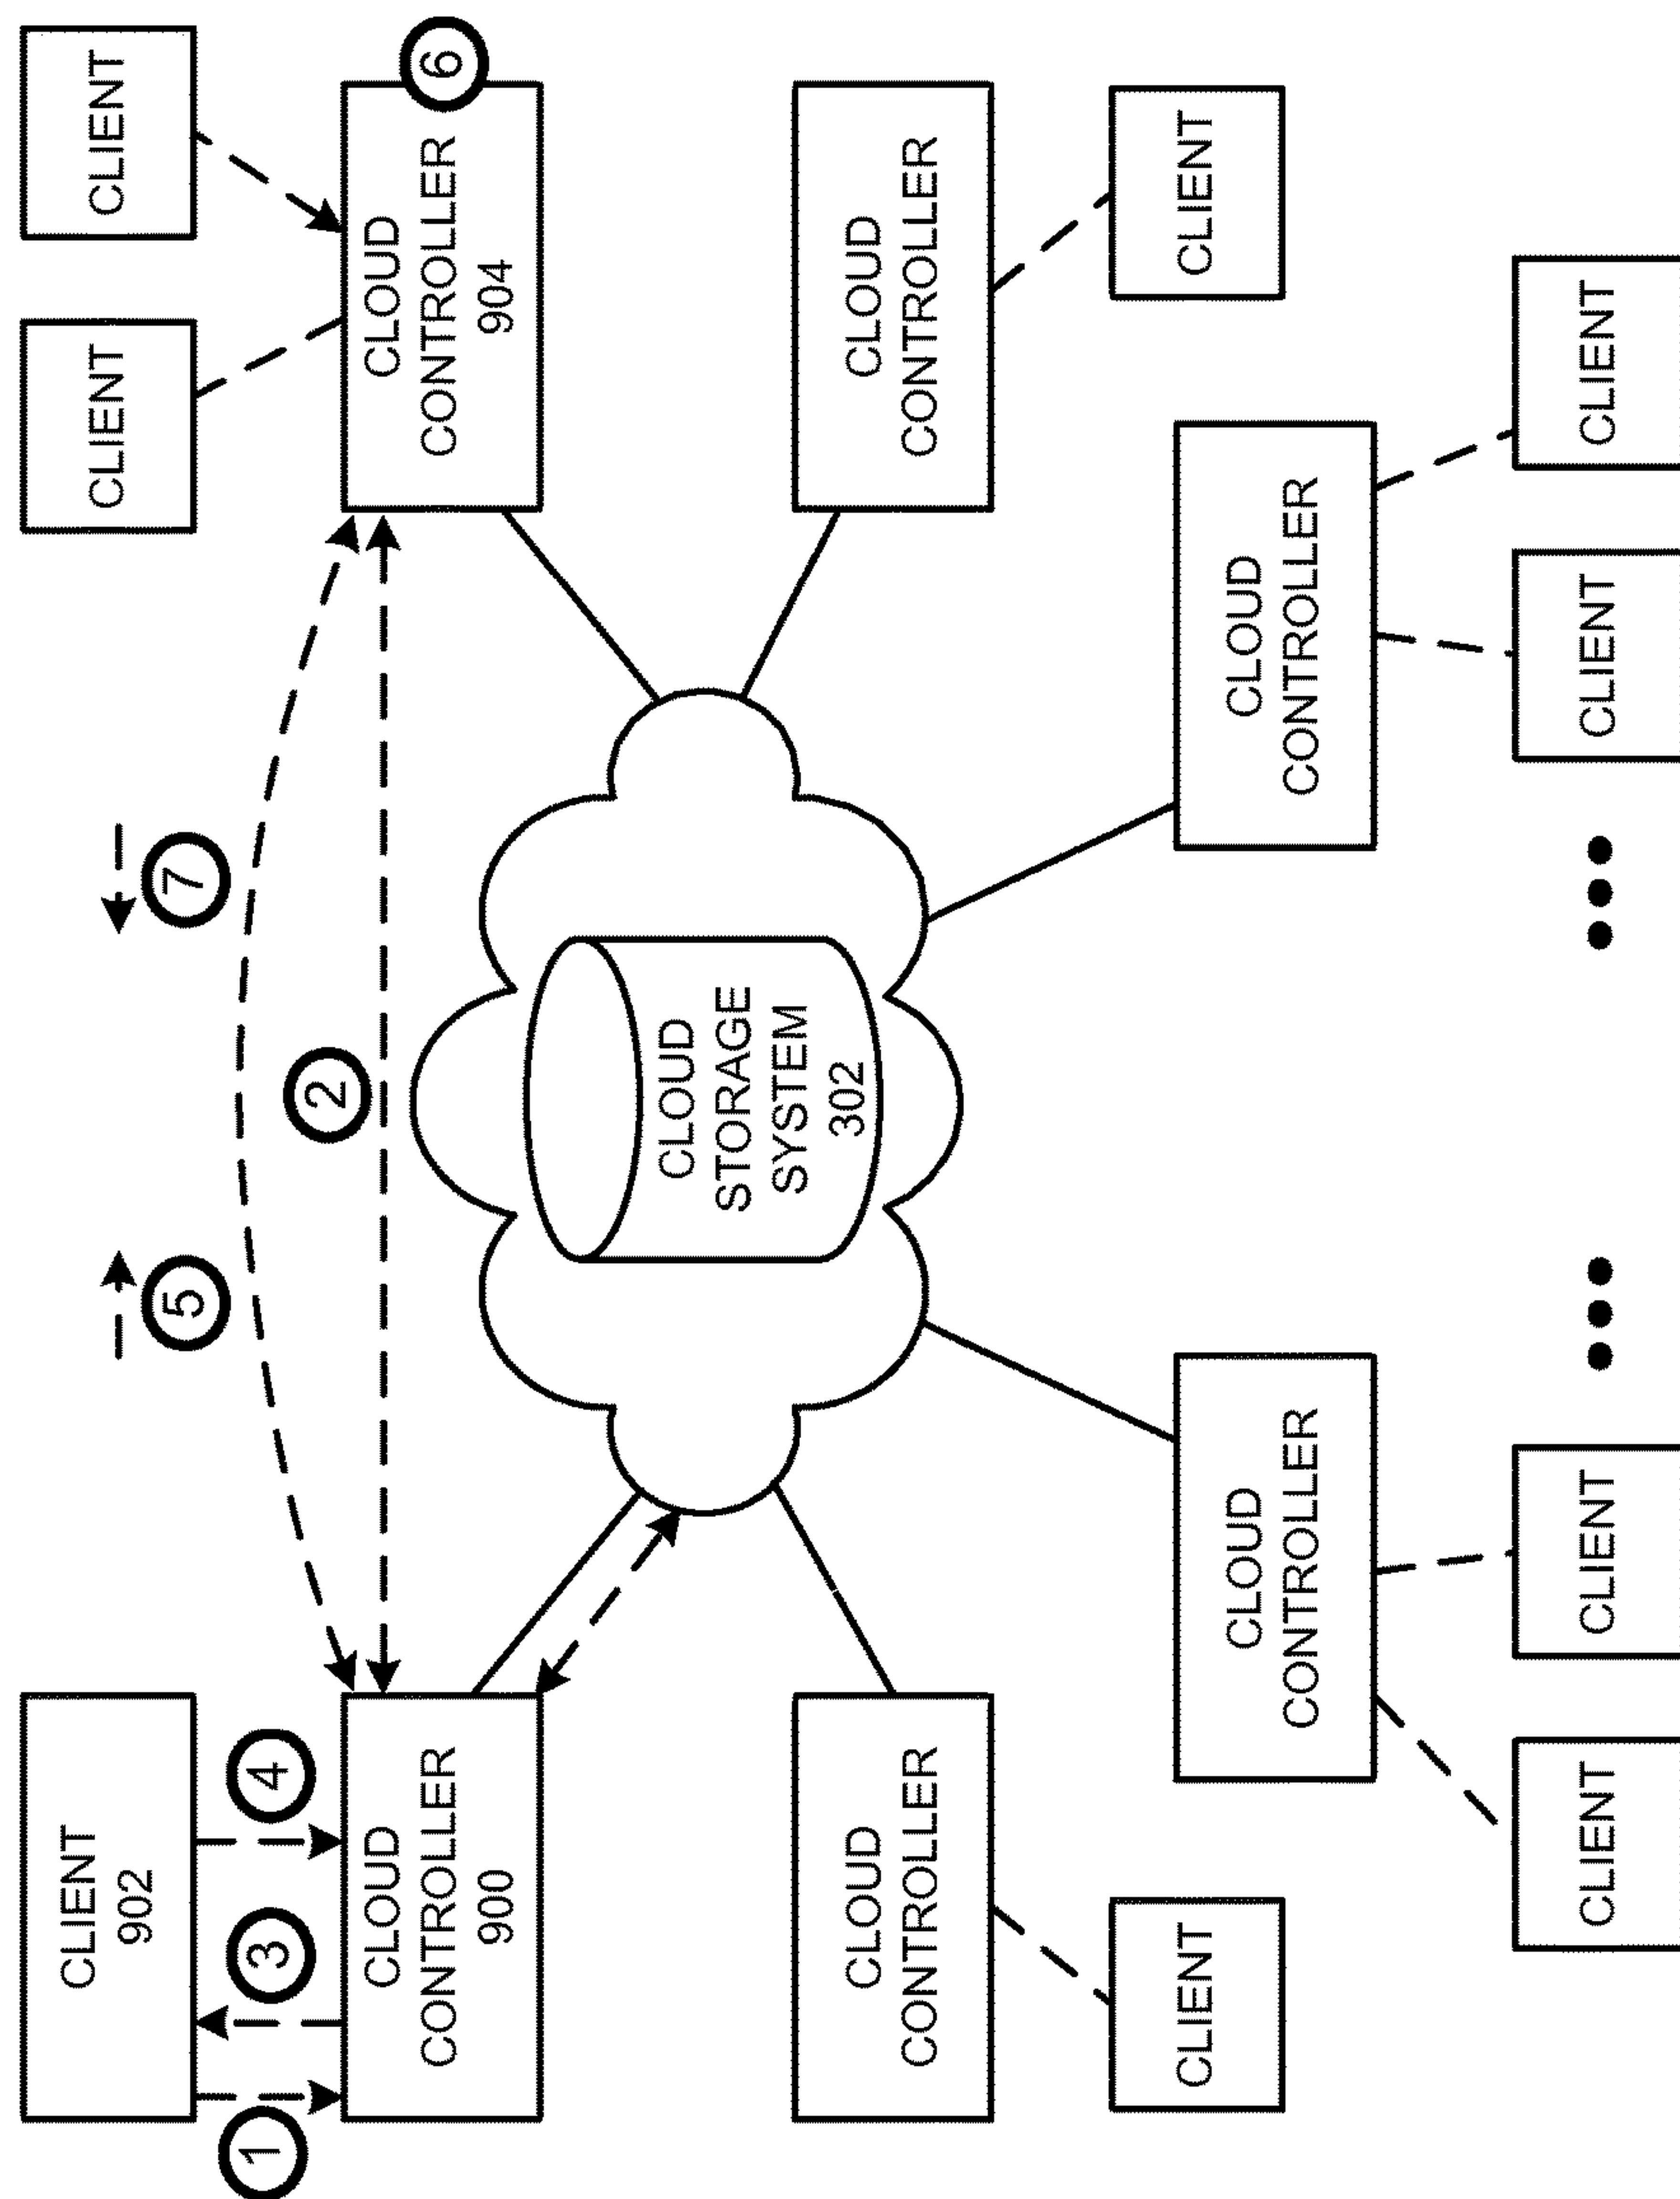 CLIENT
902
CLIENT
CLIENT
5
7
1
3
4
2
CLOUD
CONTROLLER
900
CLOUD
CONTROLLER
904
6
CLOUD
STORAGE
SYSTEM
302
CLOUD
CONTROLLER
CLOUD
CONTROLLER
CLIENT
CLIENT
CLOUD
CONTROLLER
CLOUD
CONTROLLER
CLIENT
CLIENT
CLIENT
CLIENT